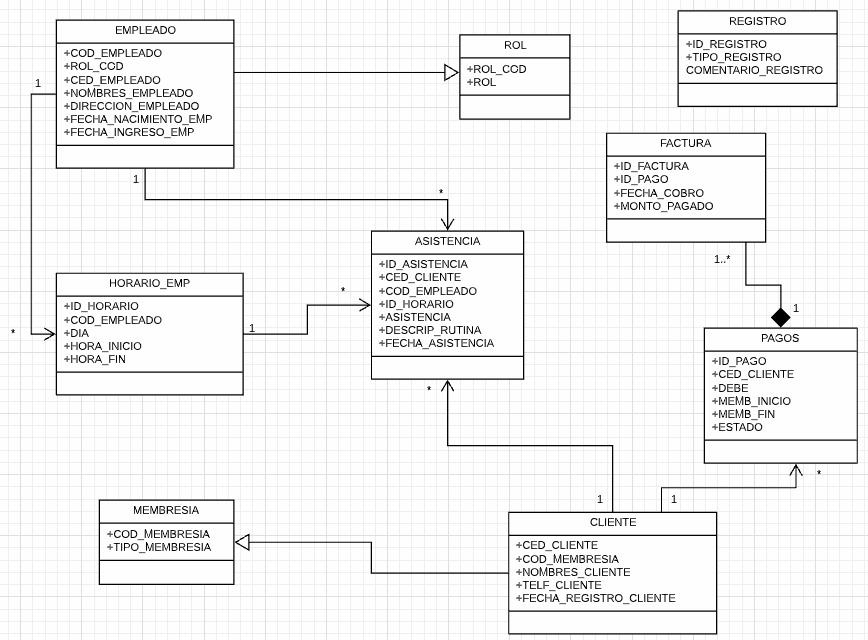 EMPLEADO
+COD_EMPLEADO
+ROL_COD
+CED_EMPLEADO
+NOMBRES_EMPLEADO
+DIRECCION_EMPLEADO
+FECHA_NACIMIENTO_EMP
+FECHA_INGRESO_EMP
ROL
+ROL_COD
+ROL
REGISTRO
+ID_REGISTRO
+TIPO_REGISTRO
COMENTARIO_REGISTRO
1
1
*
FACTURA
+ID_FACTURA
+ID_PAGO
+FECHA_COBRO
+MONTO_PAGADO
1..*
1
HORARIO_EMP
+ID_HORARIO
+COD_EMPLEADO
+DIA
+HORA_INICIO
+HORA_FIN
*
1
*
ASISTENCIA
+ID_ASISTENCIA
+CED_CLIENTE
+COD_EMPLEADO
+ID_HORARIO
+ASISTENCIA
+DESCRIP_RUTINA
+FECHA_ASISTENCIA
*
PAGOS
+ID_PAGO
+CED_CLIENTE
+DEBE
+MEMB_INICIO
+MEMB_FIN
+ESTADO
*
1
1
MEMBRESIA
+COD_MEMBRESIA
+TIPO_MEMBRESIA
CLIENTE
+CED_CLIENTE
+COD_MEMBRESIA
+NOMBRES_CLIENTE
+TELF_CLIENTE
+FECHA_REGISTRO_CLIENTE